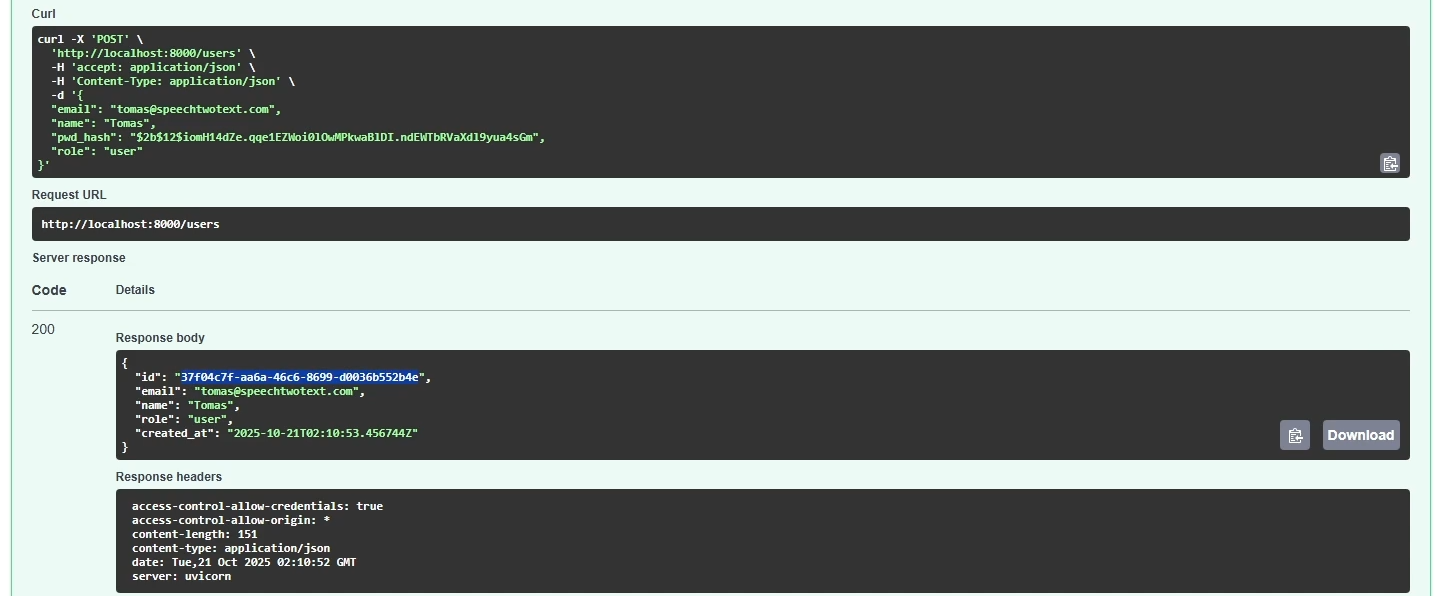 Curl
curl -X 'POST' \
  'http://localhost:8000/users' \
  -H 'accept: application/json' \
  -H 'Content-Type: application/json' \
  -d '{
  "email": "tomas@speechtwotext.com",
  "name": "Tomas",
  "pwd_hash": "$2b$12$iomH14dZe.qqe1EZWoi0lOwMPkwaBlDI.ndEWTbRVaXdl9yua4sGm",
  "role": "user"
}'
Request URL
http://localhost:8000/users
Server response
Code Details
200
Response body
{
  "id": "37f04c7f-aa6a-46c6-8699-d0036b552b4e",
  "email": "tomas@speechtwotext.com",
  "name": "Tomas",
  "role": "user",
  "created_at": "2025-10-21T02:10:53.456744Z"
}
Download
Response headers
access-control-allow-credentials: true
access-control-allow-origin: *
content-length: 151
content-type: application/json
date: Tue,21 Oct 2025 02:10:52 GMT
server: uvicorn